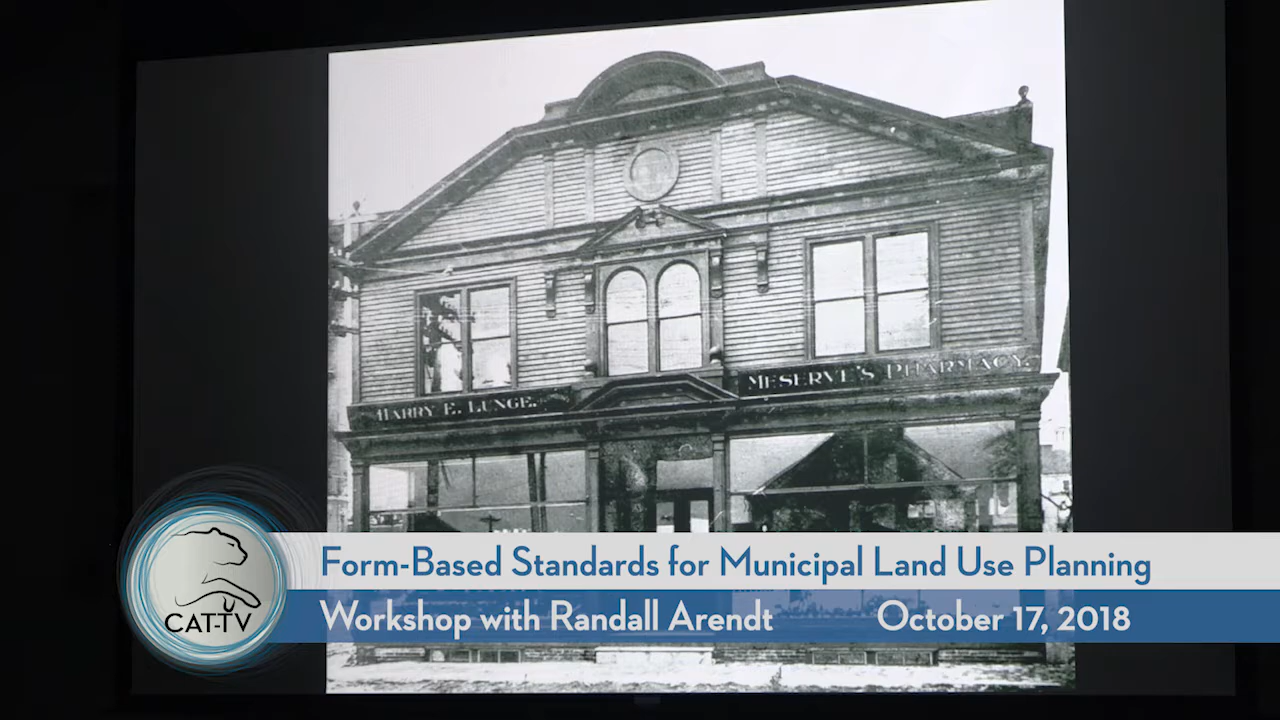 HARRY E. LUNGE.
MESERVE'S PHARMACY.
Form-Based Standards for Municipal Land Use Planning
Workshop with Randall Arendt October 17, 2018
CAT-TV